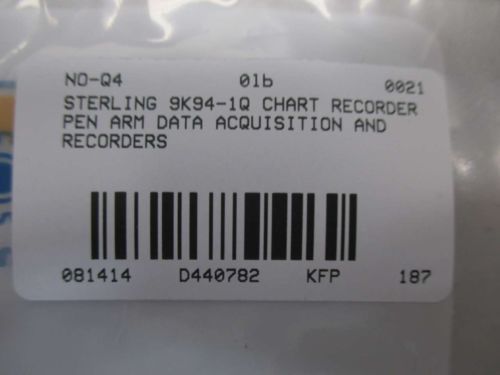 NO-Q4 01b 0021
STERLING 9K94-1Q CHART RECORDER
PEN ARM DATA ACQUISITION AND
RECORDERS
081414 D440782 KFP 187